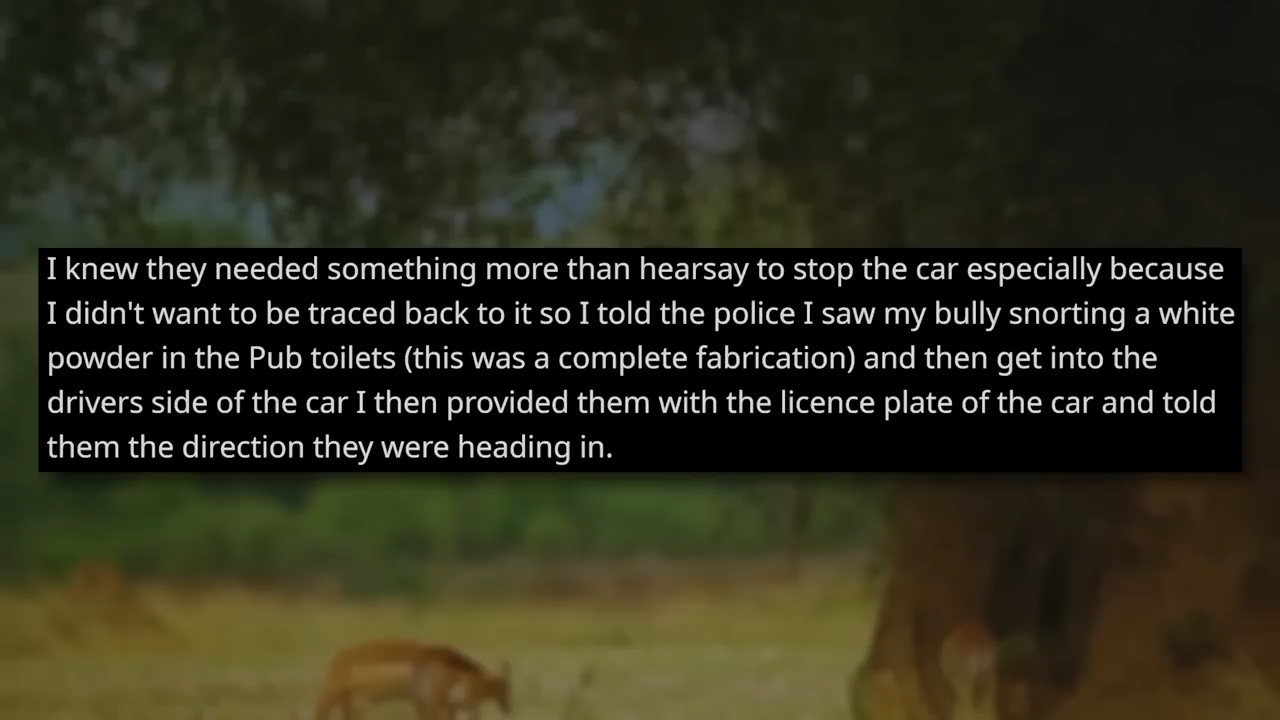 I knew they needed something more than hearsay to stop the car especially because
I didn't want to be traced back to it so I told the police I saw my bully snorting a white
powder in the Pub toilets (this was a complete fabrication) and then get into the
drivers side of the car I then provided them with the licence plate of the car and told
them the direction they were heading in.